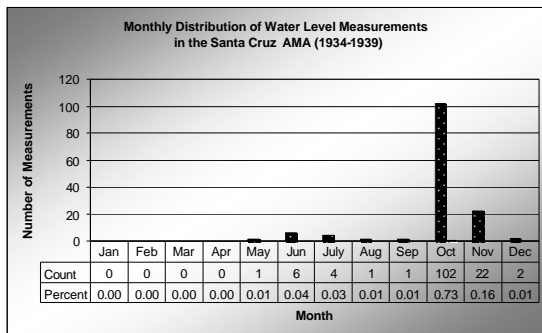 Monthly Distribution of Water Level Measurements
in the Santa Cruz AMA (1934-1939)
Number of Measurements
120
100
80
60
40
20
0
Jan Feb Mar Apr May Jun July Aug Sep Oct Nov Dec
Count 0 0 0 0 1 6 4 1 1 102 22 2
Percent 0.00 0.00 0.00 0.00 0.01 0.04 0.03 0.01 0.01 0.73 0.16 0.01
Month